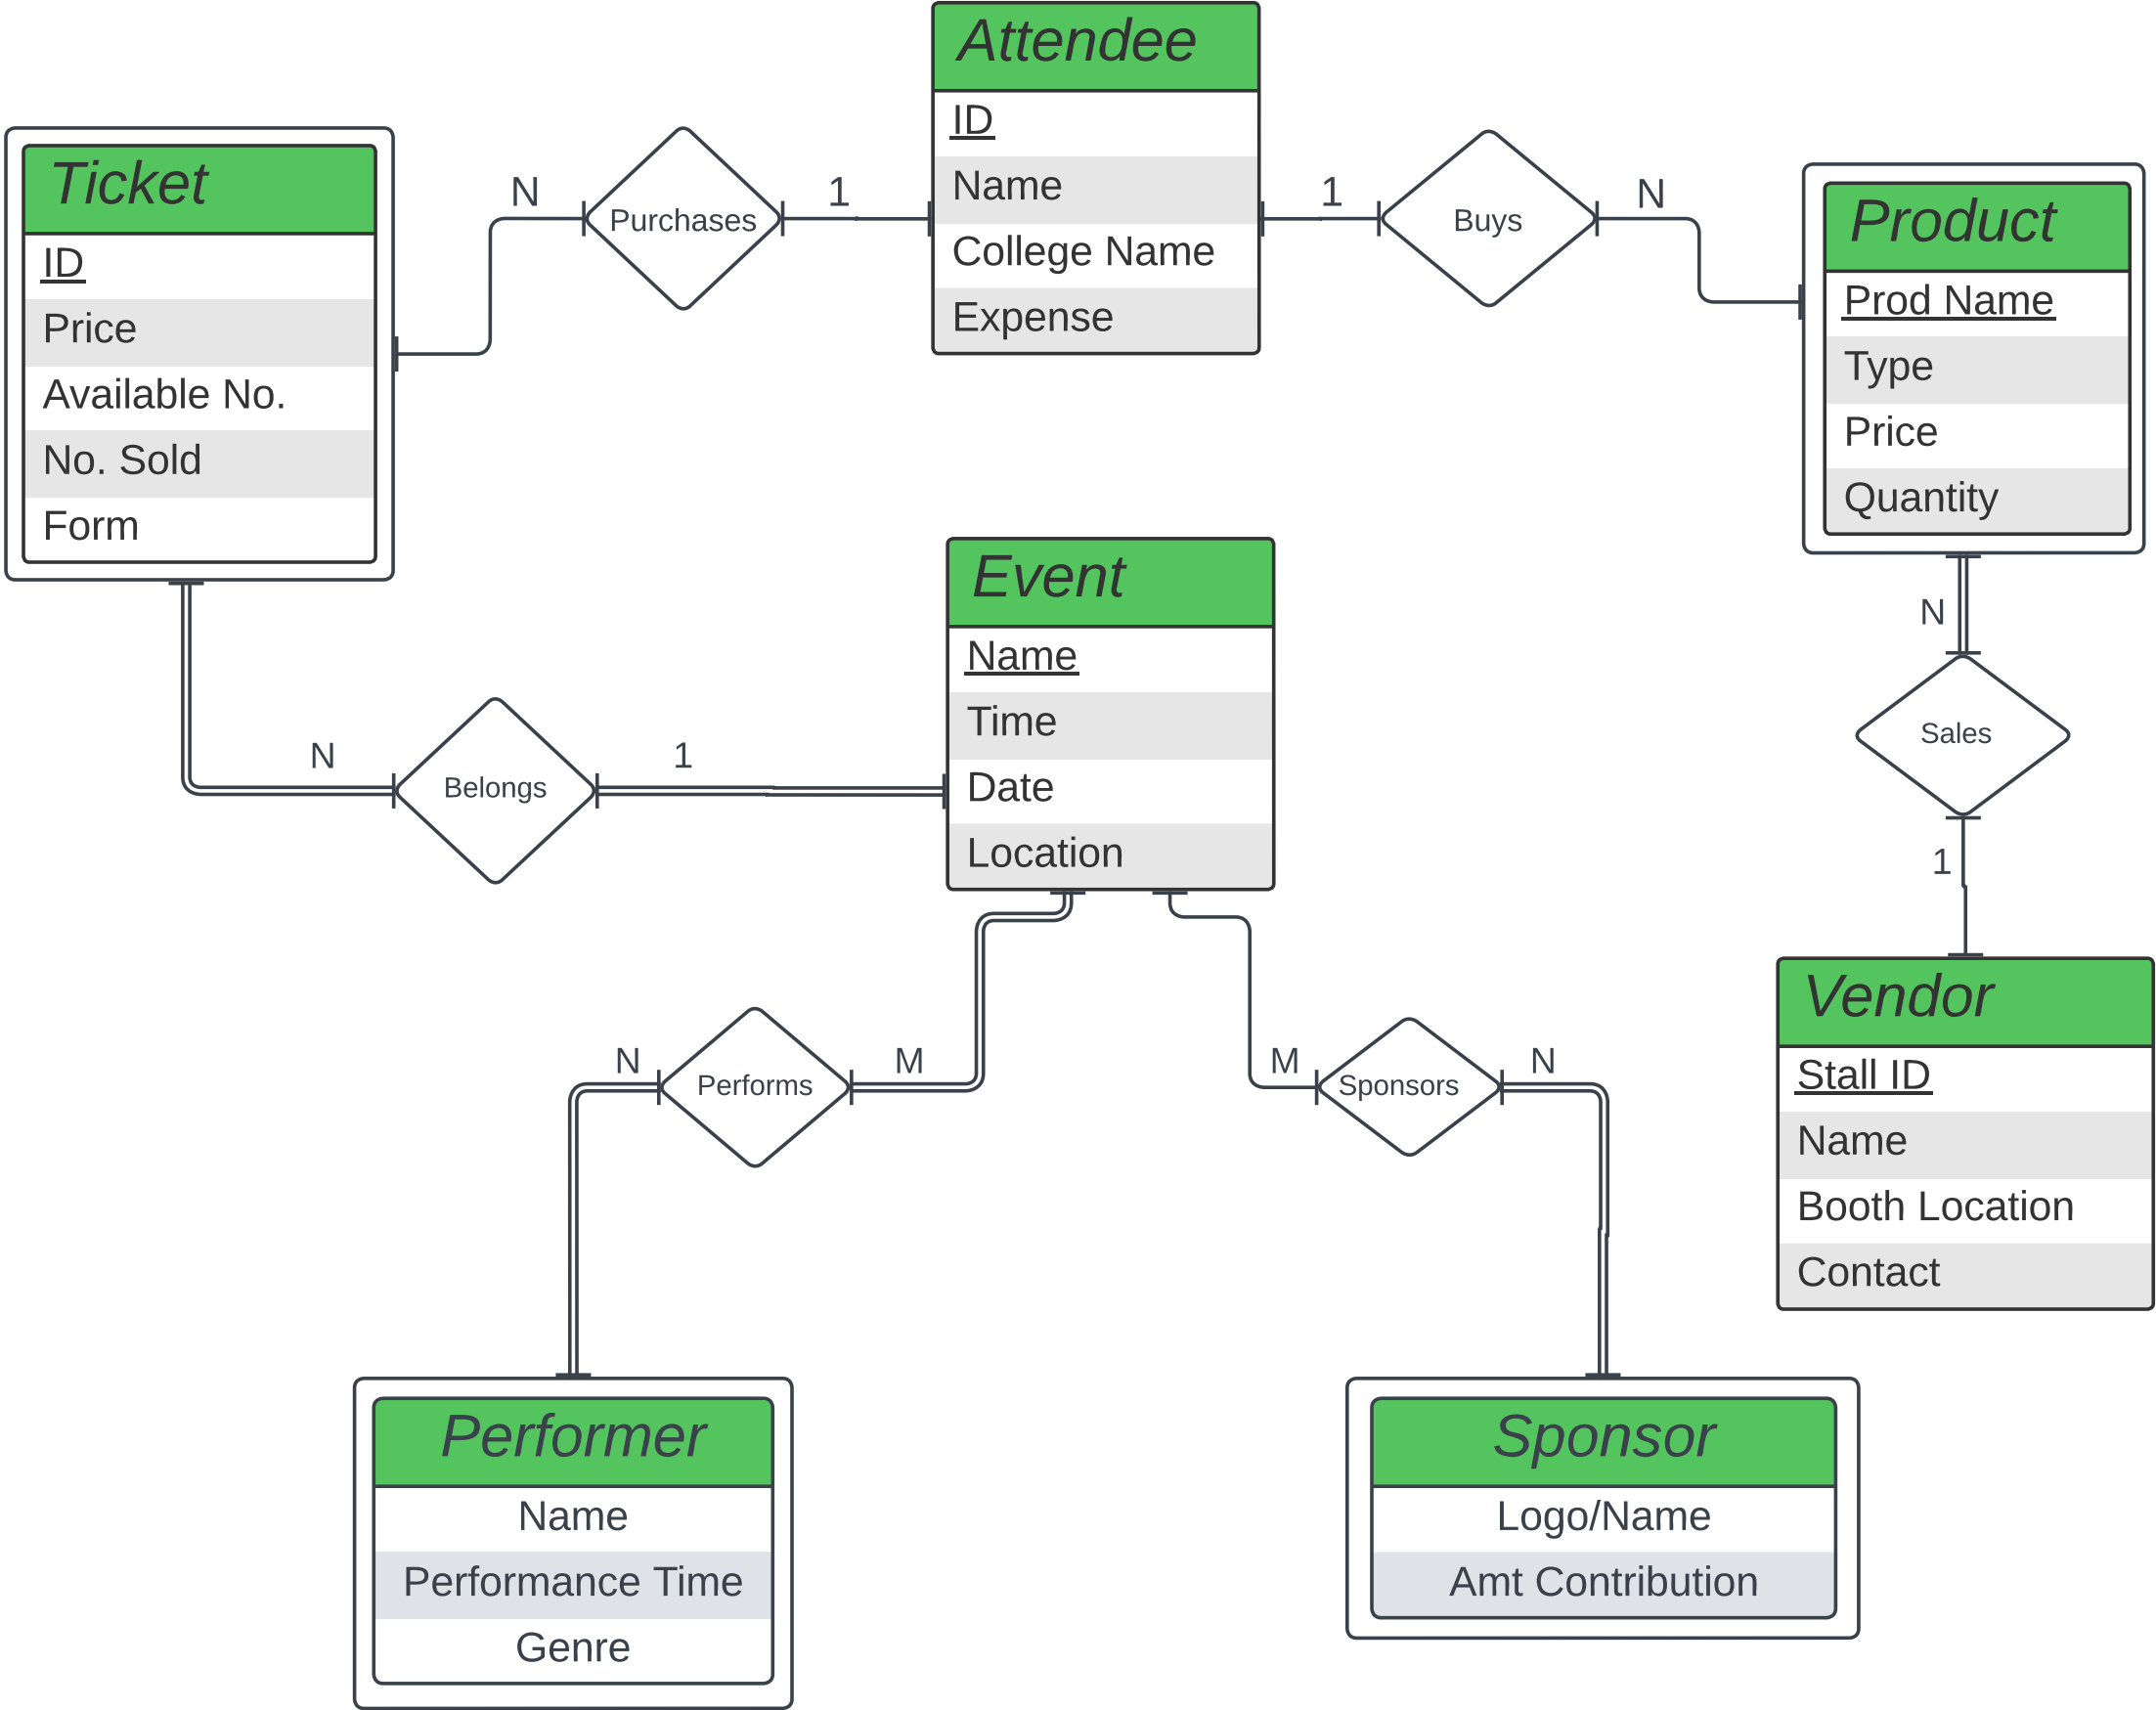 Attendee
ID
Name
College Name
Expense
Ticket
ID
Price
Available No.
No. Sold
Form
N
Purchases
1
1
Buys
N
Product
Prod Name
Type
Price
Quantity
Event
Name
Time
Date
Location
N
Belongs
1
N
Sales
1
Vendor
Stall ID
Name
Booth Location
Contact
N
Performs
M
M
Sponsors
N
Performer
Name
Performance Time
Genre
Sponsor
Logo/Name
Amt Contribution